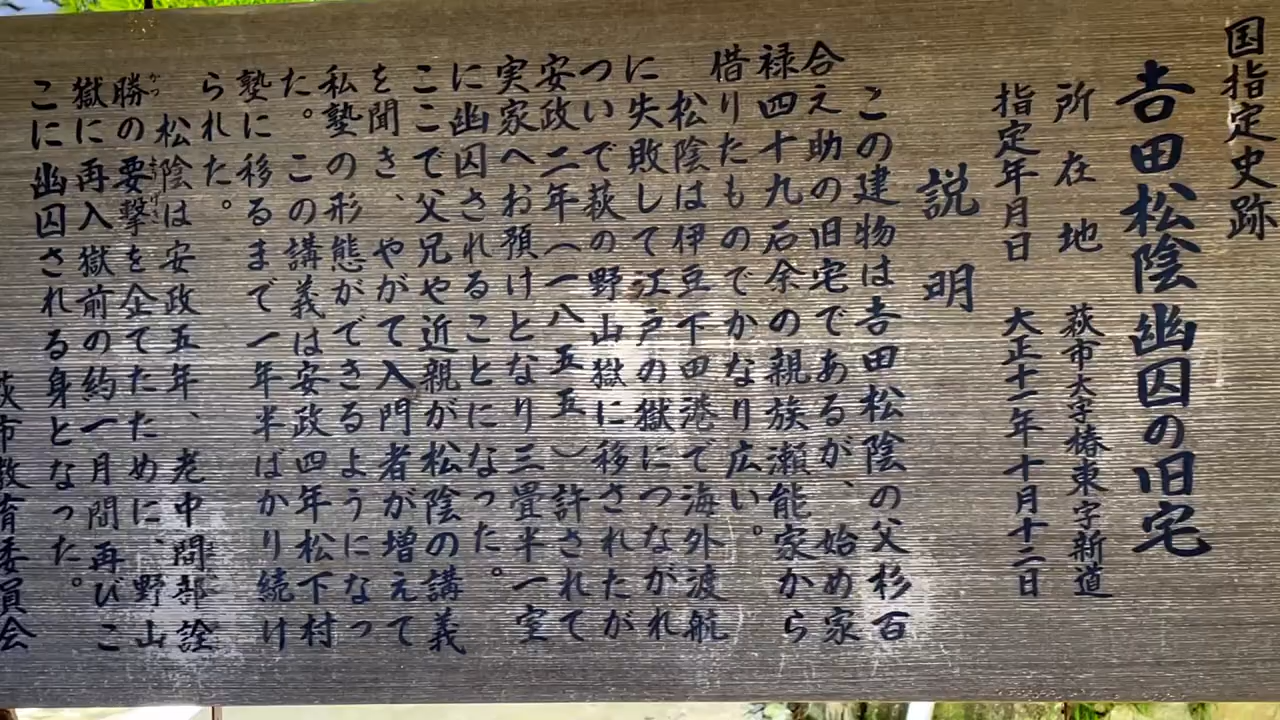 国指定史跡
吉田松陰幽囚の旧宅
所在地 萩市大字椿東字新道
指定年月日 大正十一年十月十二日
説明
この建物は吉田松陰の父杉百
合え助の旧宅であるが、始め家
禄四十九石余の親族瀬能家から
借りたものでかなり広い。
松陰は伊豆下田港で海外渡航
に失敗して江戸の獄につながれ
ついで萩の野山獄に移されたが
安政二年(一八五五)許されて
実家へお預けとなり三畳半一室
に幽囚されることになった。
ここで父兄や近親が松陰の講義
を聞き、やがて入門者が増えて
私塾の形態ができるようになっ
た。この講義は安政四年松下村
塾に移るまで一年半ばかり続け
られた。
松陰は安政五年、老中間部詮
勝の要撃を企てたために、野山
獄に再入獄前の約一月間再びこ
こに幽囚される身となった。
萩市教育委員会